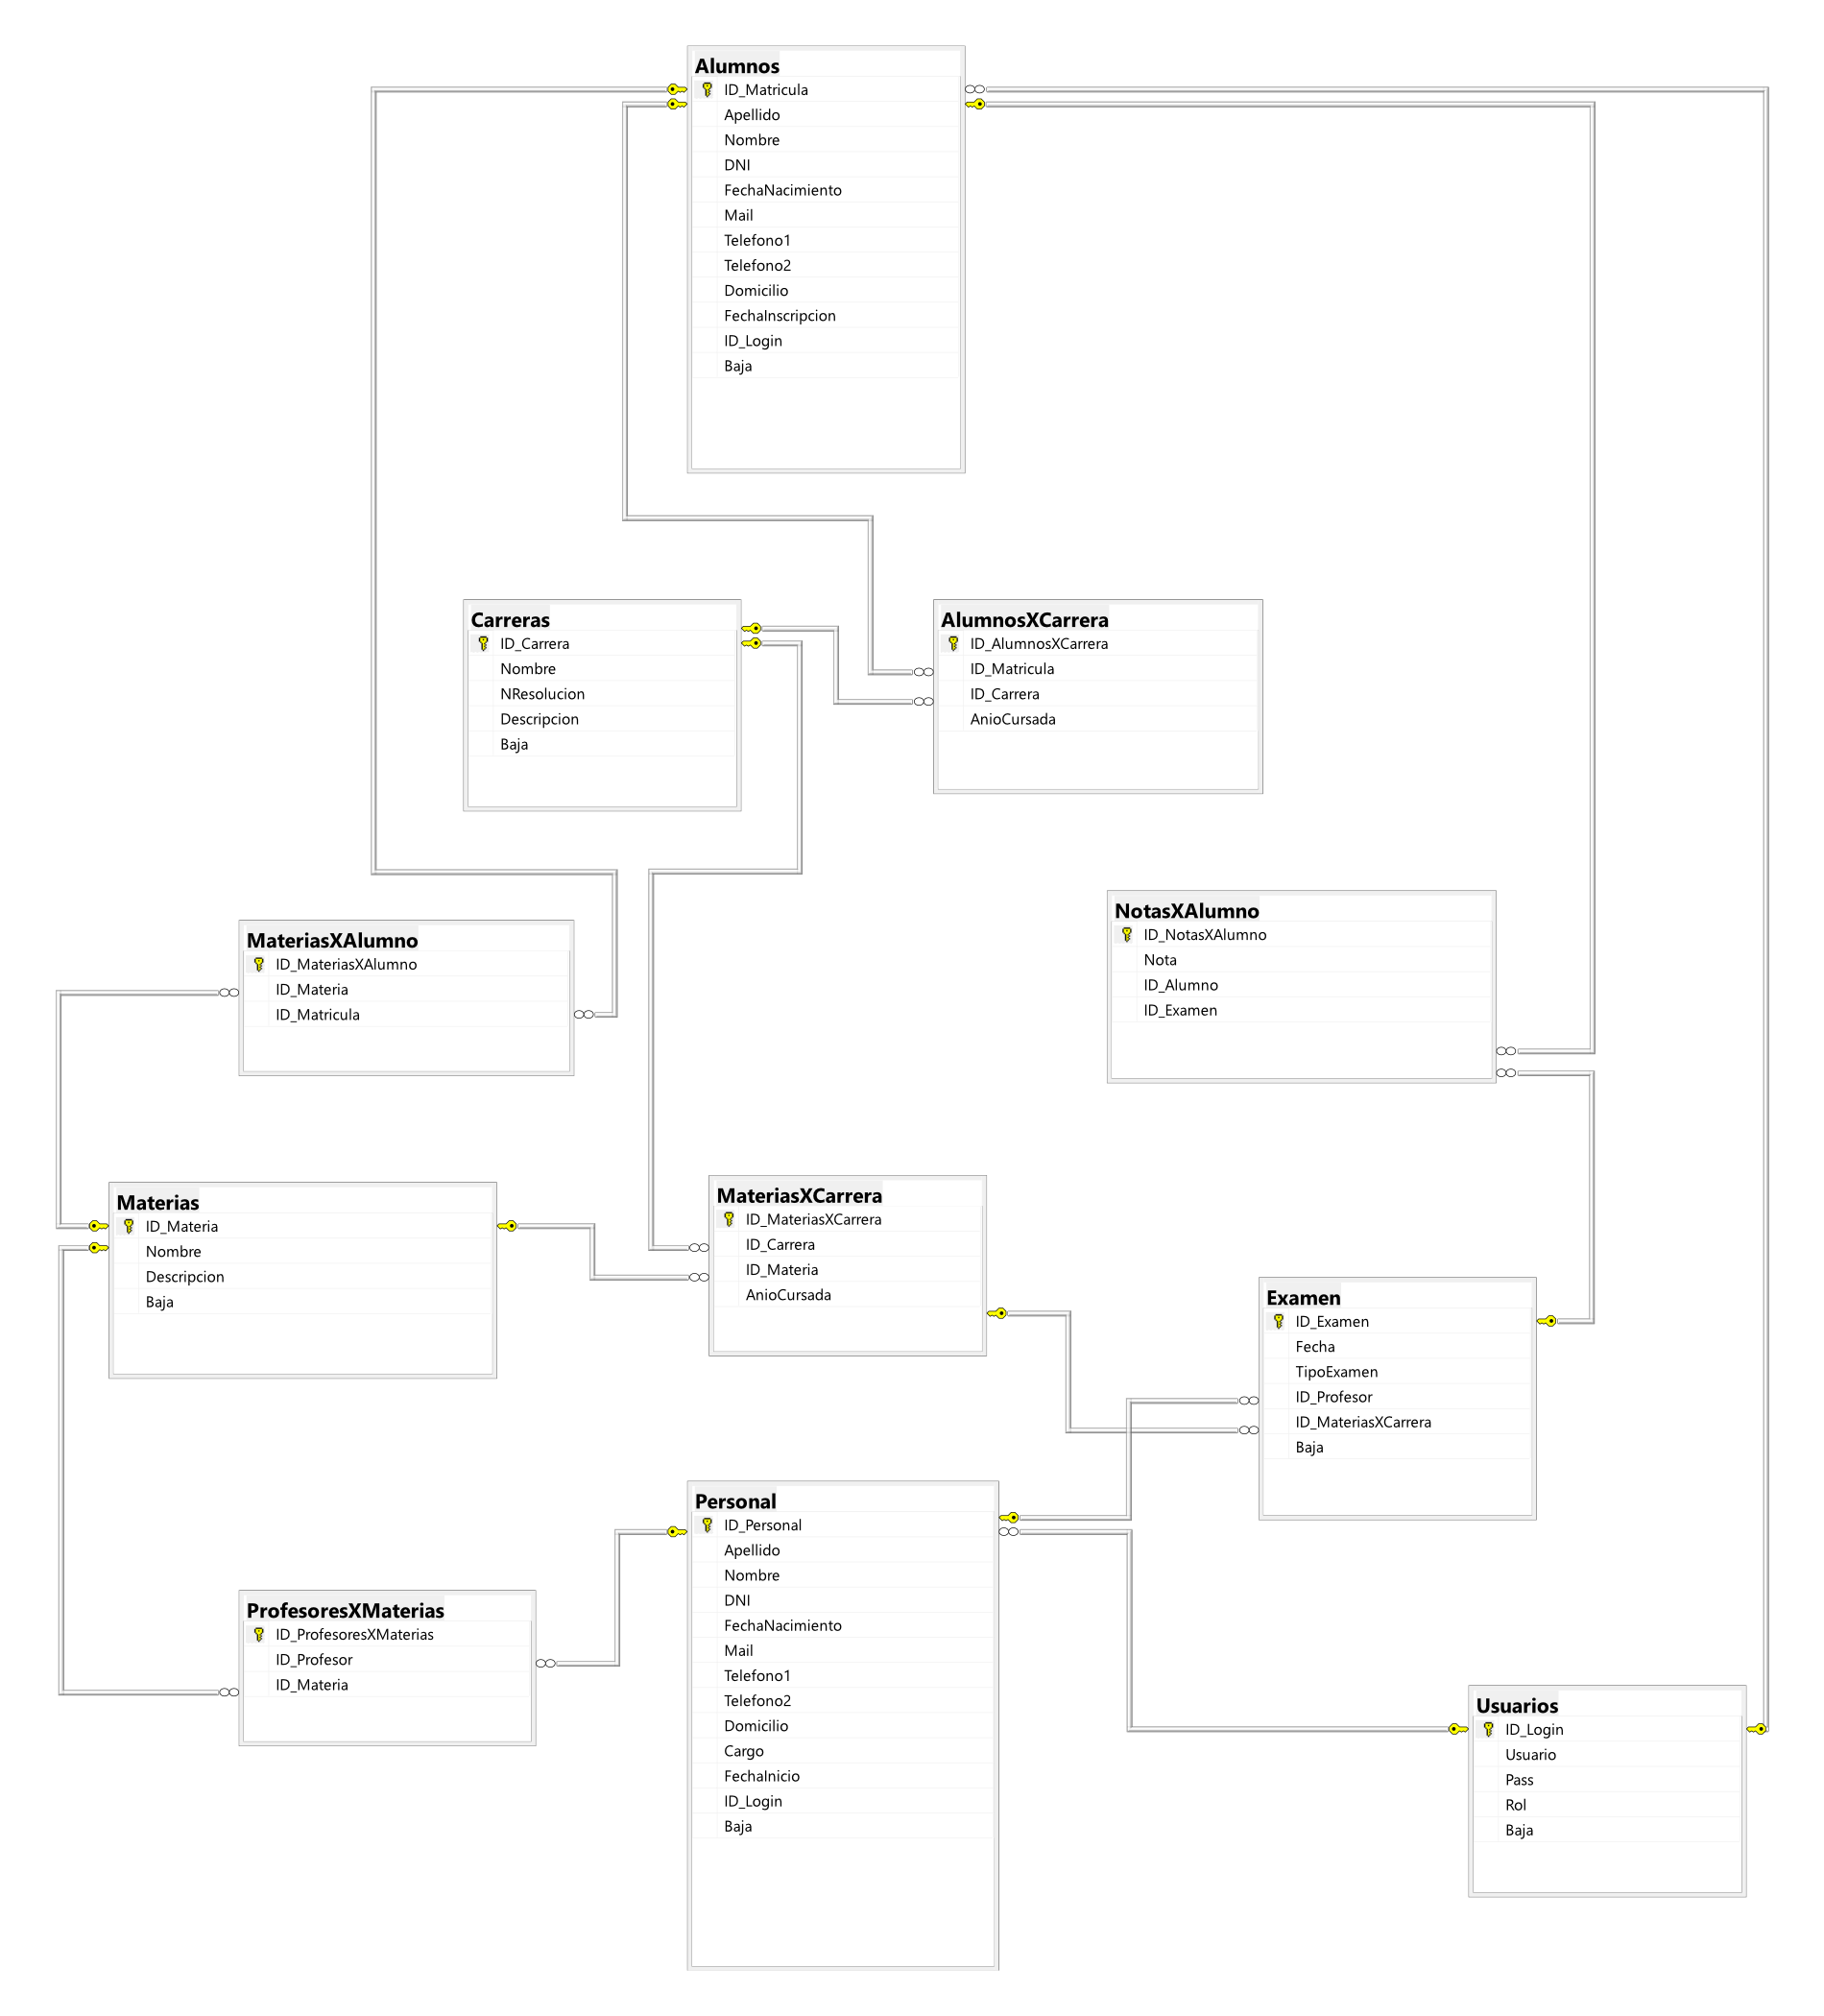 Alumnos
ID_Matricula
Apellido
Nombre
DNI
FechaNacimiento
Mail
Telefono1
Telefono2
Domicilio
FechaInscripcion
ID_Login
Baja
Carreras
ID_Carrera
Nombre
NResolucion
Descripcion
Baja
AlumnosXCarrera
ID_AlumnosXCarrera
ID_Matricula
ID_Carrera
AnioCursada
NotasXAlumno
ID_NotasXAlumno
Nota
ID_Alumno
ID_Examen
MateriasXAlumno
ID_MateriasXAlumno
ID_Materia
ID_Matricula
Materias
ID_Materia
Nombre
Descripcion
Baja
MateriasXCarrera
ID_MateriasXCarrera
ID_Carrera
ID_Materia
AnioCursada
Examen
ID_Examen
Fecha
TipoExamen
ID_Profesor
ID_MateriasXCarrera
Baja
Personal
ID_Personal
Apellido
Nombre
DNI
FechaNacimiento
Mail
Telefono1
Telefono2
Domicilio
Cargo
FechaInicio
ID_Login
Baja
ProfesoresXMaterias
ID_ProfesoresXMaterias
ID_Profesor
ID_Materia
Usuarios
ID_Login
Usuario
Pass
Rol
Baja